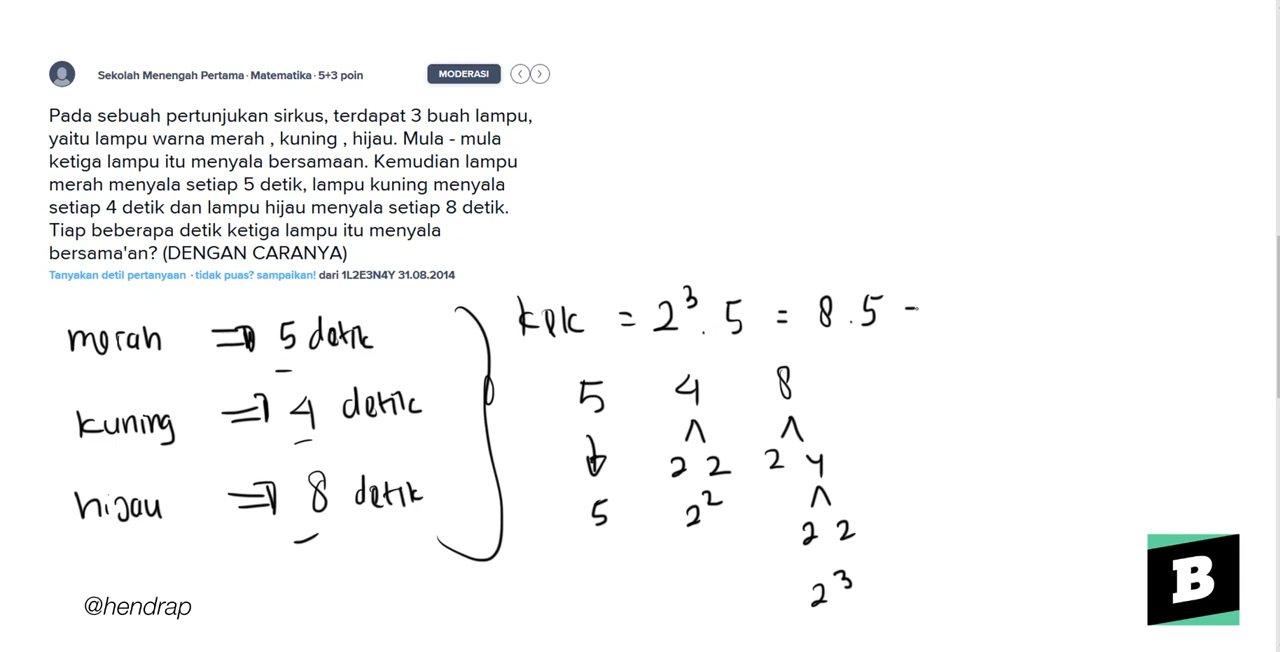 Sekolah Menengah Pertama · Matematika · 5+3 poin
MODERASI
Pada sebuah pertunjukan sirkus, terdapat 3 buah lampu,
yaitu lampu warna merah , kuning , hijau. Mula - mula
ketiga lampu itu menyala bersamaan. Kemudian lampu
merah menyala setiap 5 detik, lampu kuning menyala
setiap 4 detik dan lampu hijau menyala setiap 8 detik.
Tiap beberapa detik ketiga lampu itu menyala
bersama'an? (DENGAN CARANYA)
Tanyakan detil pertanyaan · tidak puas? sampaikan! dari 1L2E3N4Y 31.08.2014
merah ⇒ 5 detik
kuning ⇒ 4 detik
hijau ⇒ 8 detik
kpk = 2³ . 5 = 8 . 5 -
5 4 8
2 2 2 4
5 2² 2 2
2³
@hendrap
B